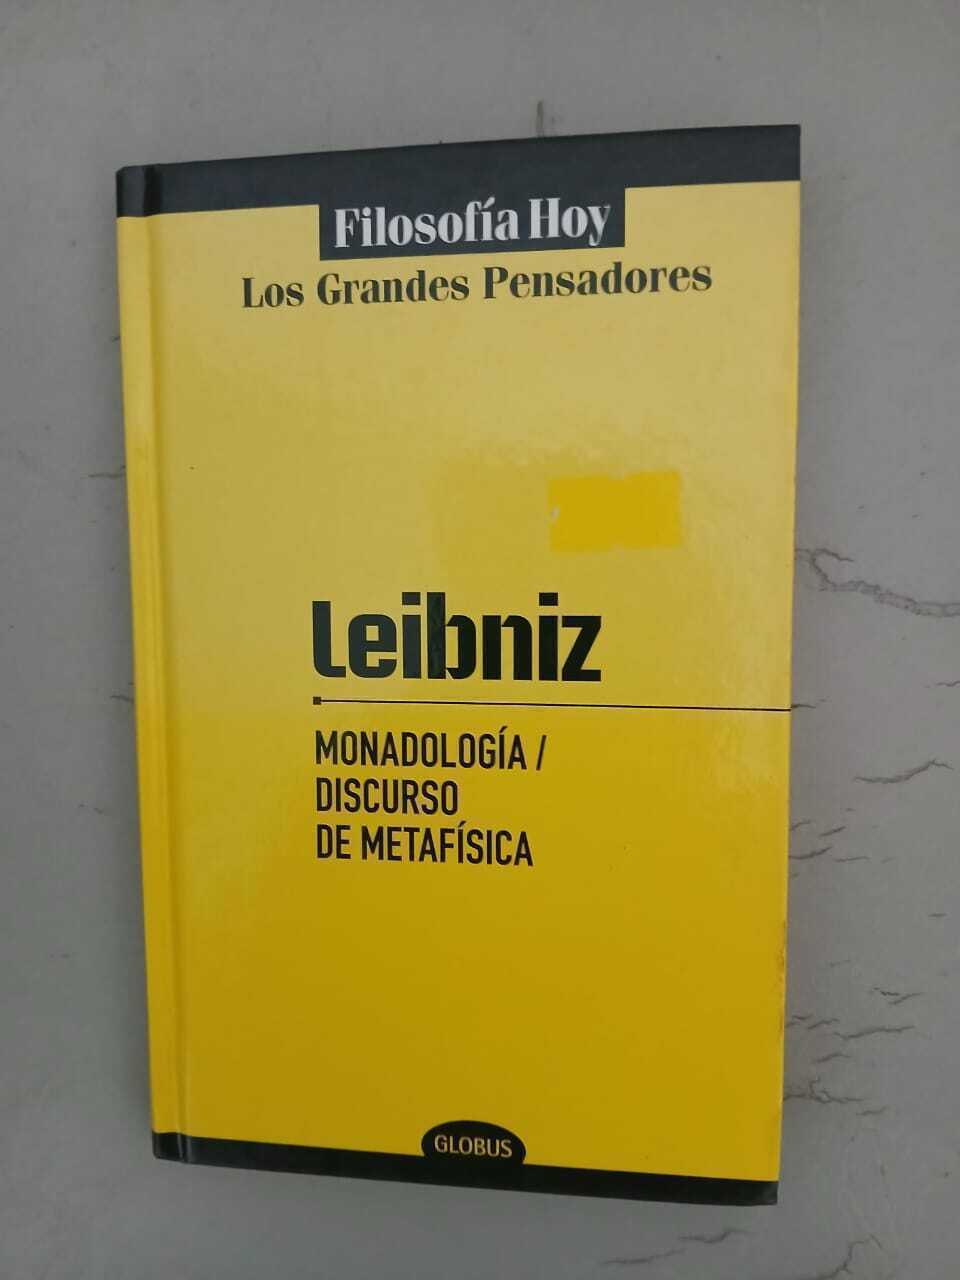 Filosofía Hoy
Los Grandes Pensadores
Leibniz
MONADOLOGÍA /
DISCURSO
DE METAFÍSICA
GLOBUS